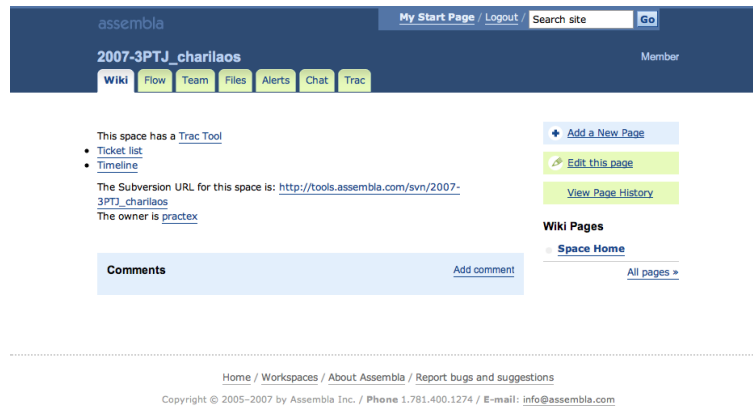 assembla
My Start Page / Logout / Search site Go
2007-3PTJ_charilaos
Member
Wiki Flow Team Files Alerts Chat Trac
This space has a Trac Tool
Ticket list
Timeline
The Subversion URL for this space is: http://tools.assembla.com/svn/2007-
3PTJ_charilaos
The owner is practex
Comments
Add comment
Add a New Page
Edit this page
View Page History
Wiki Pages
Space Home
All pages »
Home / Workspaces / About Assembla / Report bugs and suggestions
Copyright © 2005-2007 by Assembla Inc. / Phone 1.781.400.1274 / E-mail: info@assembla.com